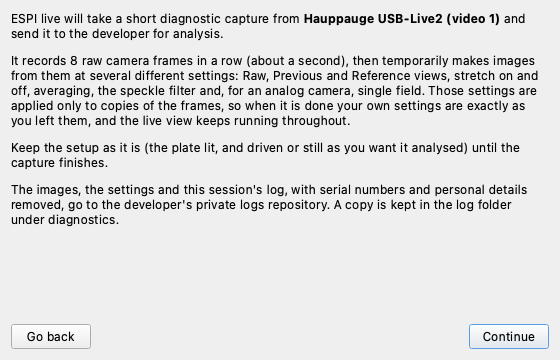 ESPI live will take a short diagnostic capture from Hauppauge USB-Live2 (video 1) and
send it to the developer for analysis.
It records 8 raw camera frames in a row (about a second), then temporarily makes images
from them at several different settings: Raw, Previous and Reference views, stretch on and
off, averaging, the speckle filter and, for an analog camera, single field. Those settings are
applied only to copies of the frames, so when it is done your own settings are exactly as
you left them, and the live view keeps running throughout.
Keep the setup as it is (the plate lit, and driven or still as you want it analysed) until the
capture finishes.
The images, the settings and this session's log, with serial numbers and personal details
removed, go to the developer's private logs repository. A copy is kept in the log folder
under diagnostics.
Go back
Continue